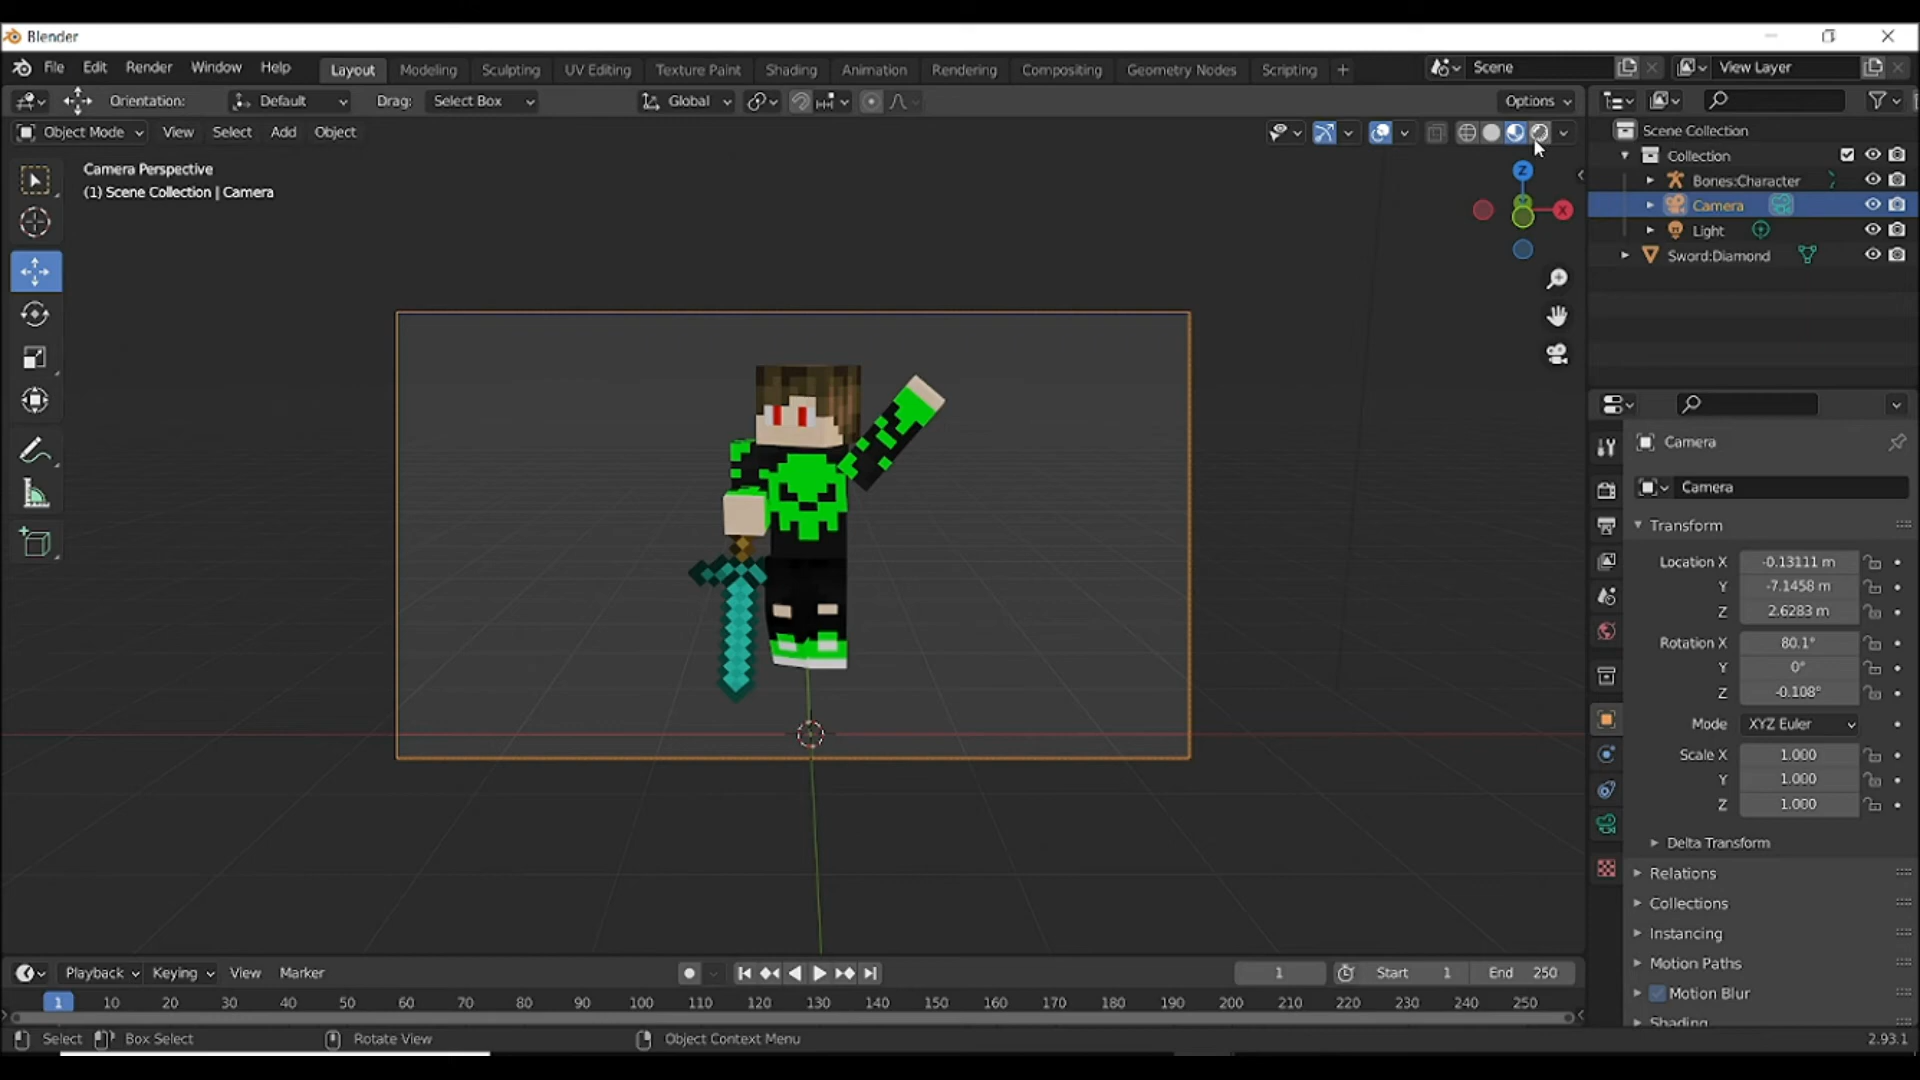 Blender
File Edit Render Window Help Layout Modeling Sculpting UV Editing Texture Paint Shading Animation Rendering Compositing Geometry Nodes Scripting + Scene View Layer
Orientation: Default Drag: Select Box Global Options
Object Mode View Select Add Object
Camera Perspective
(1) Scene Collection | Camera
Z
X
Scene Collection
Collection
Bones:Character
Camera
Light
Sword:Diamond
Camera
Camera
Transform
Location X -0.13111 m
Y -7.1458 m
Z 2.6283 m
Rotation X 80.1°
Y 0°
Z -0.108°
Mode XYZ Euler
Scale X 1.000
Y 1.000
Z 1.000
Delta Transform
Relations
Collections
Instancing
Motion Paths
Motion Blur
Shading
Playback Keying View Marker 1 Start 1 End 250
1 10 20 30 40 50 60 70 80 90 100 110 120 130 140 150 160 170 180 190 200 210 220 230 240 250
Select Box Select Rotate View Object Context Menu 2.93.1